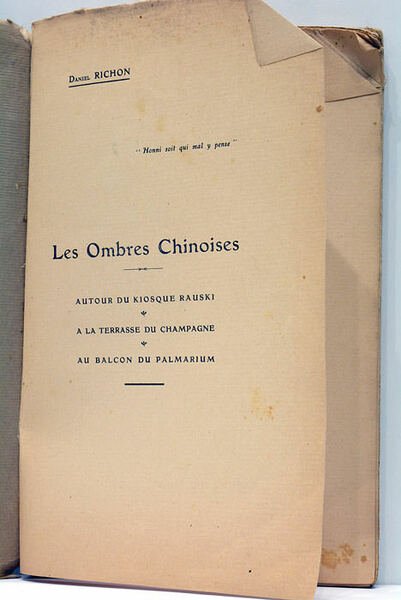 Daniel RICHON
"Honni soit qui mal y pense"
Les Ombres Chinoises
AUTOUR DU KIOSQUE RAUSKI
A LA TERRASSE DU CHAMPAGNE
AU BALCON DU PALMARIUM